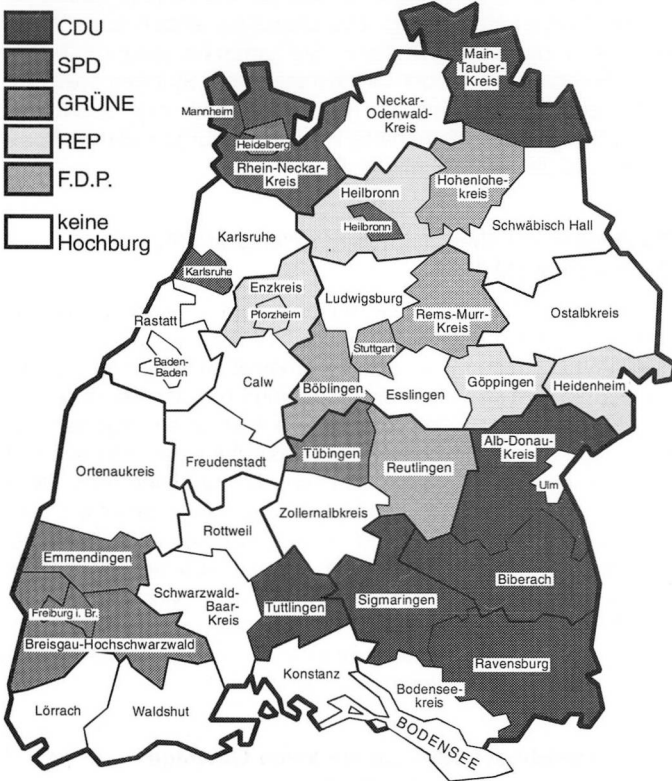 CDU
SPD
GRÜNE
REP
F.D.P.
keine
Hochburg
Main-
Tauber-
Kreis
Neckar-
Odenwald-
Kreis
Mannheim
Heidelberg
Rhein-Neckar-
Kreis
Heilbronn
Hohenlohe-
kreis
Heilbronn
Schwäbisch Hall
Karlsruhe
Karlsruhe
Enzkreis
Ludwigsburg
Rems-Murr-
Kreis
Ostalbkreis
Pforzheim
Rastatt
Baden-
Baden
Stuttgart
Calw
Böblingen
Esslingen
Göppingen
Heidenheim
Alb-Donau-
Kreis
Ortenaukreis
Freudenstadt
Tübingen
Reutlingen
Ulm
Zollernalbkreis
Rottweil
Emmendingen
Schwarzwald-
Baar-
Kreis
Tuttlingen
Sigmaringen
Biberach
Freiburg i. Br.
Breisgau-Hochschwarzwald
Ravensburg
Konstanz
Bodensee-
kreis
Lörrach
Waldshut
BODENSEE